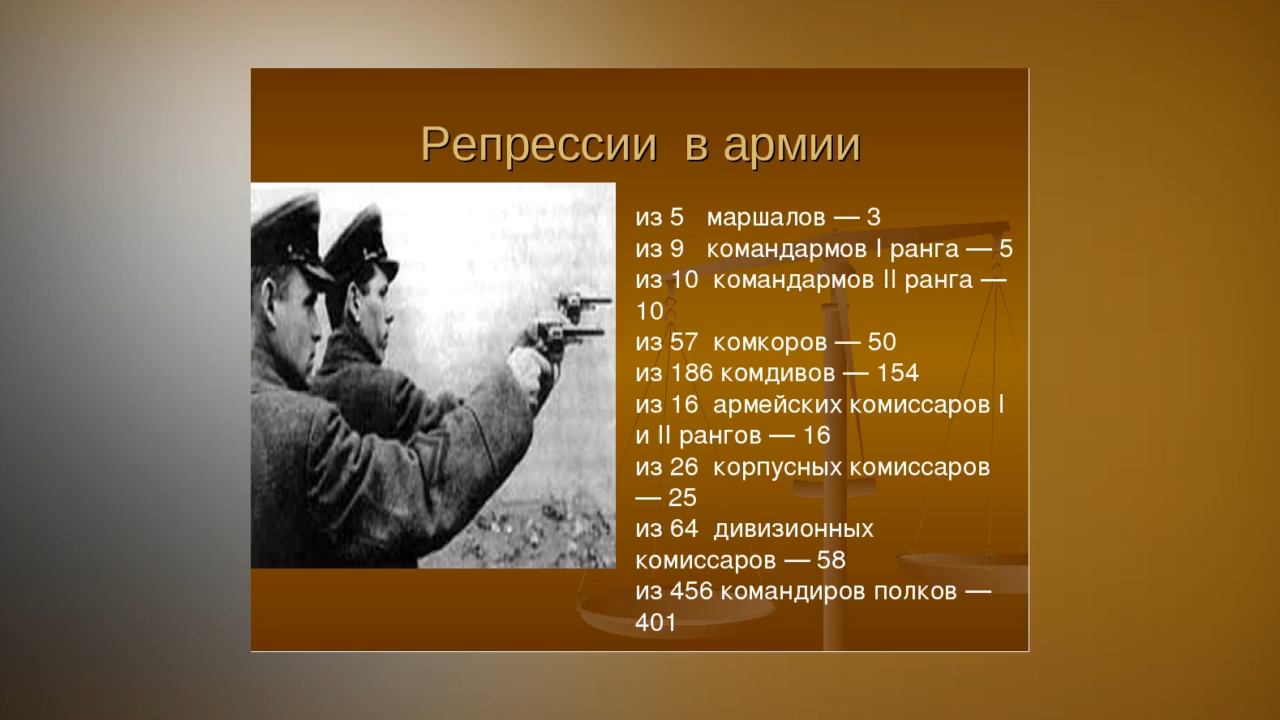 Репрессии в армии
из 5 маршалов — 3
из 9 командармов I ранга — 5
из 10 командармов II ранга —
10
из 57 комкоров — 50
из 186 комдивов — 154
из 16 армейских комиссаров I
и II рангов — 16
из 26 корпусных комиссаров
— 25
из 64 дивизионных
комиссаров — 58
из 456 командиров полков —
401